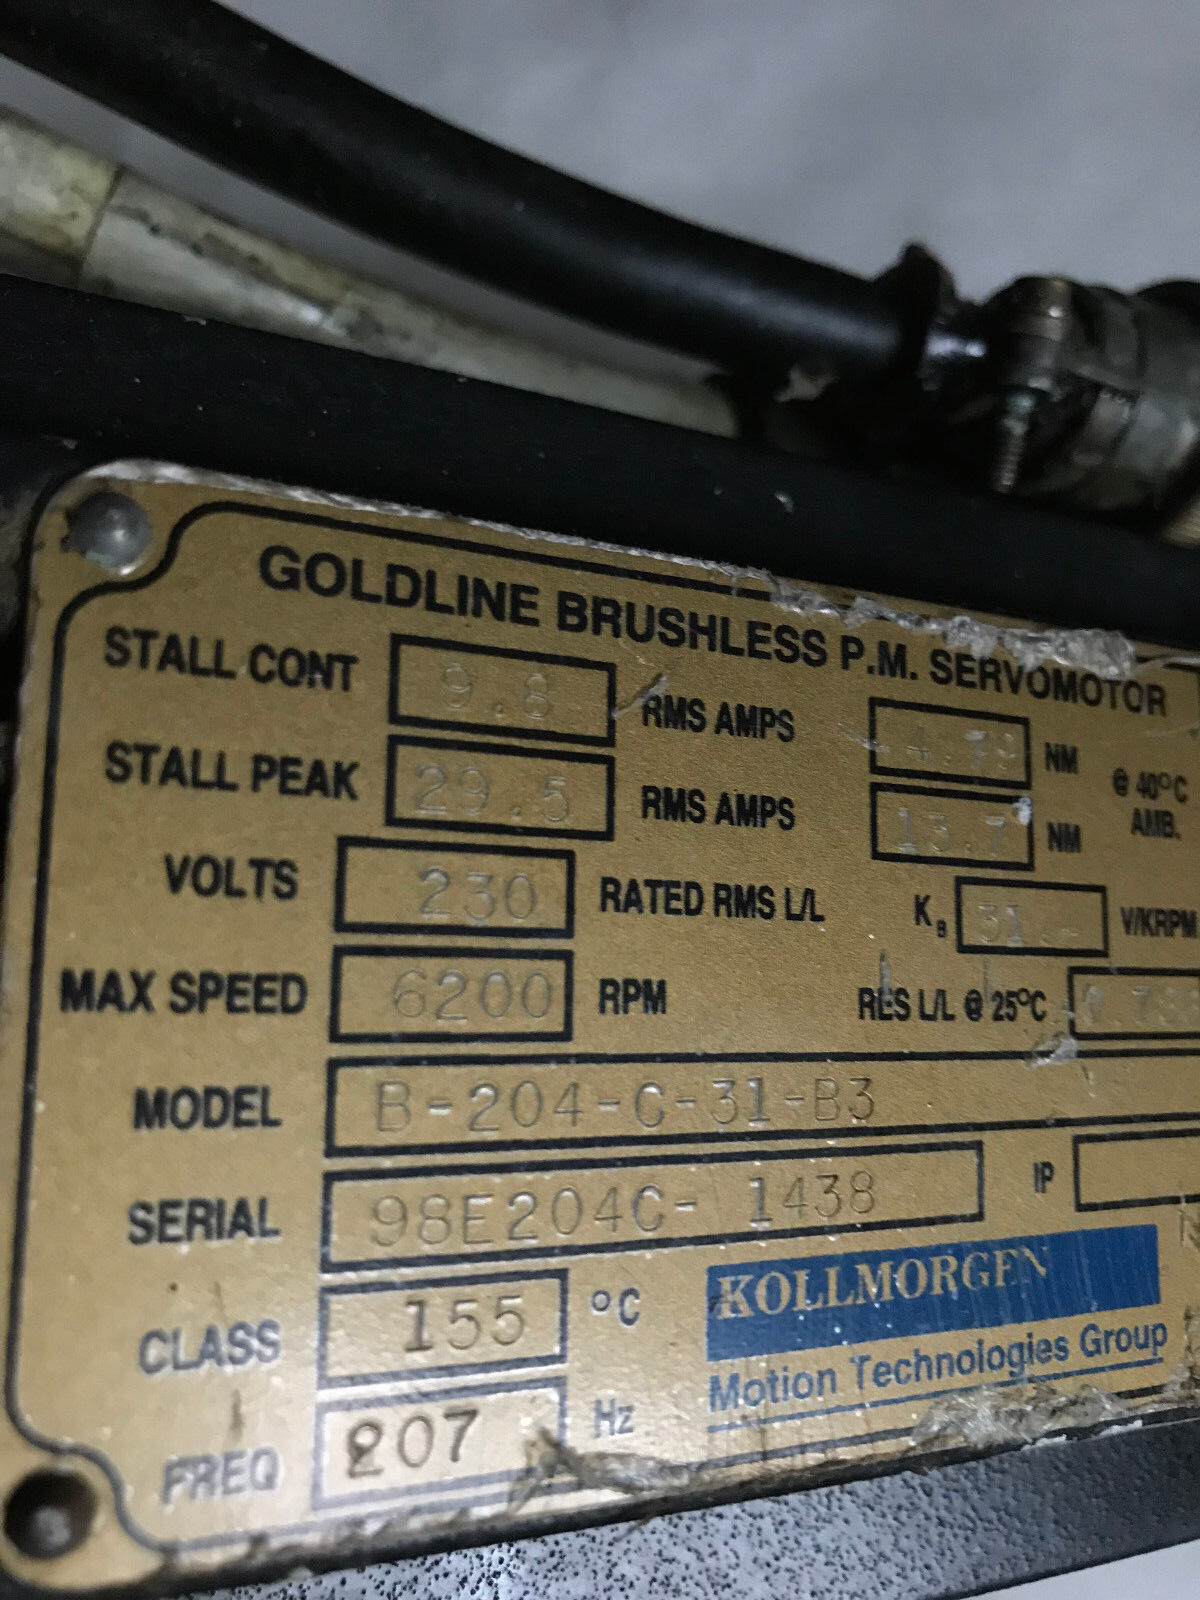 GOLDLINE BRUSHLESS P.M. SERVOMOTOR
STALL CONT 9.8 RMS AMPS 4.79 NM
@ 40°C
AMB.
STALL PEAK 29.5 RMS AMPS 13.7 NM
VOLTS 230 RATED RMS L/L KB 31 V/KRPM
MAX SPEED 6200 RPM RES L/L @ 25°C
MODEL B-204-C-31-B3
SERIAL 98E204C- 1438 IP
CLASS 155 °C
KOLLMORGEN
Motion Technologies Group
FREQ 207 Hz